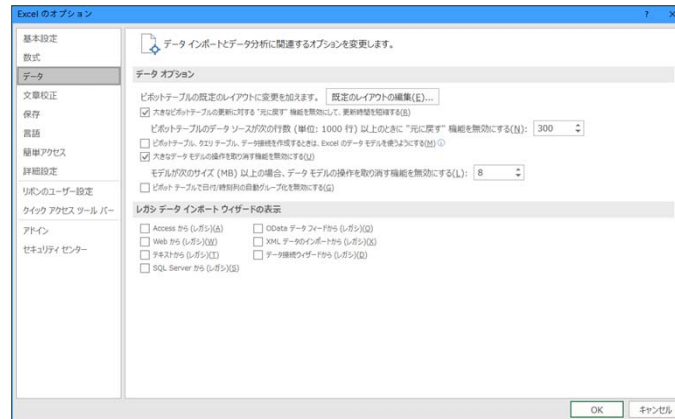 Excel のオプション
?
×
基本設定
数式
データ
文章校正
保存
言語
簡単アクセス
詳細設定
リボンのユーザー設定
クイック アクセス ツール バー
アドイン
セキュリティ センター
データ インポートとデータ分析に関連するオプションを変更します。
データ オプション
ピボットテーブルの既定のレイアウトに変更を加えます。 既定のレイアウトの編集(E)...
大きなピボットテーブルの更新に対する "元に戻す" 機能を無効にして、更新時間を短縮する(R)
ピボットテーブルのデータ ソースが次の行数 (単位: 1000 行) 以上のときに "元に戻す" 機能を無効にする(N): 300
ピボットテーブル、クエリ テーブル、データ接続を作成するときは、Excel のデータ モデルを使うようにする(M)
大きなデータ モデルの操作を取り消す機能を無効にする(U)
モデルが次のサイズ (MB) 以上の場合、データ モデルの操作を取り消す機能を無効にする(L): 8
ピボット テーブルで日付/時刻列の自動グループ化を無効にする(G)
レガシ データ インポート ウィザードの表示
Access から (レガシ)(A) OData データ フィードから (レガシ)(O)
Web から (レガシ)(W) XML データのインポートから (レガシ)(X)
テキストから (レガシ)(T) データ接続ウィザードから (レガシ)(D)
SQL Server から (レガシ)(S)
OK キャンセル